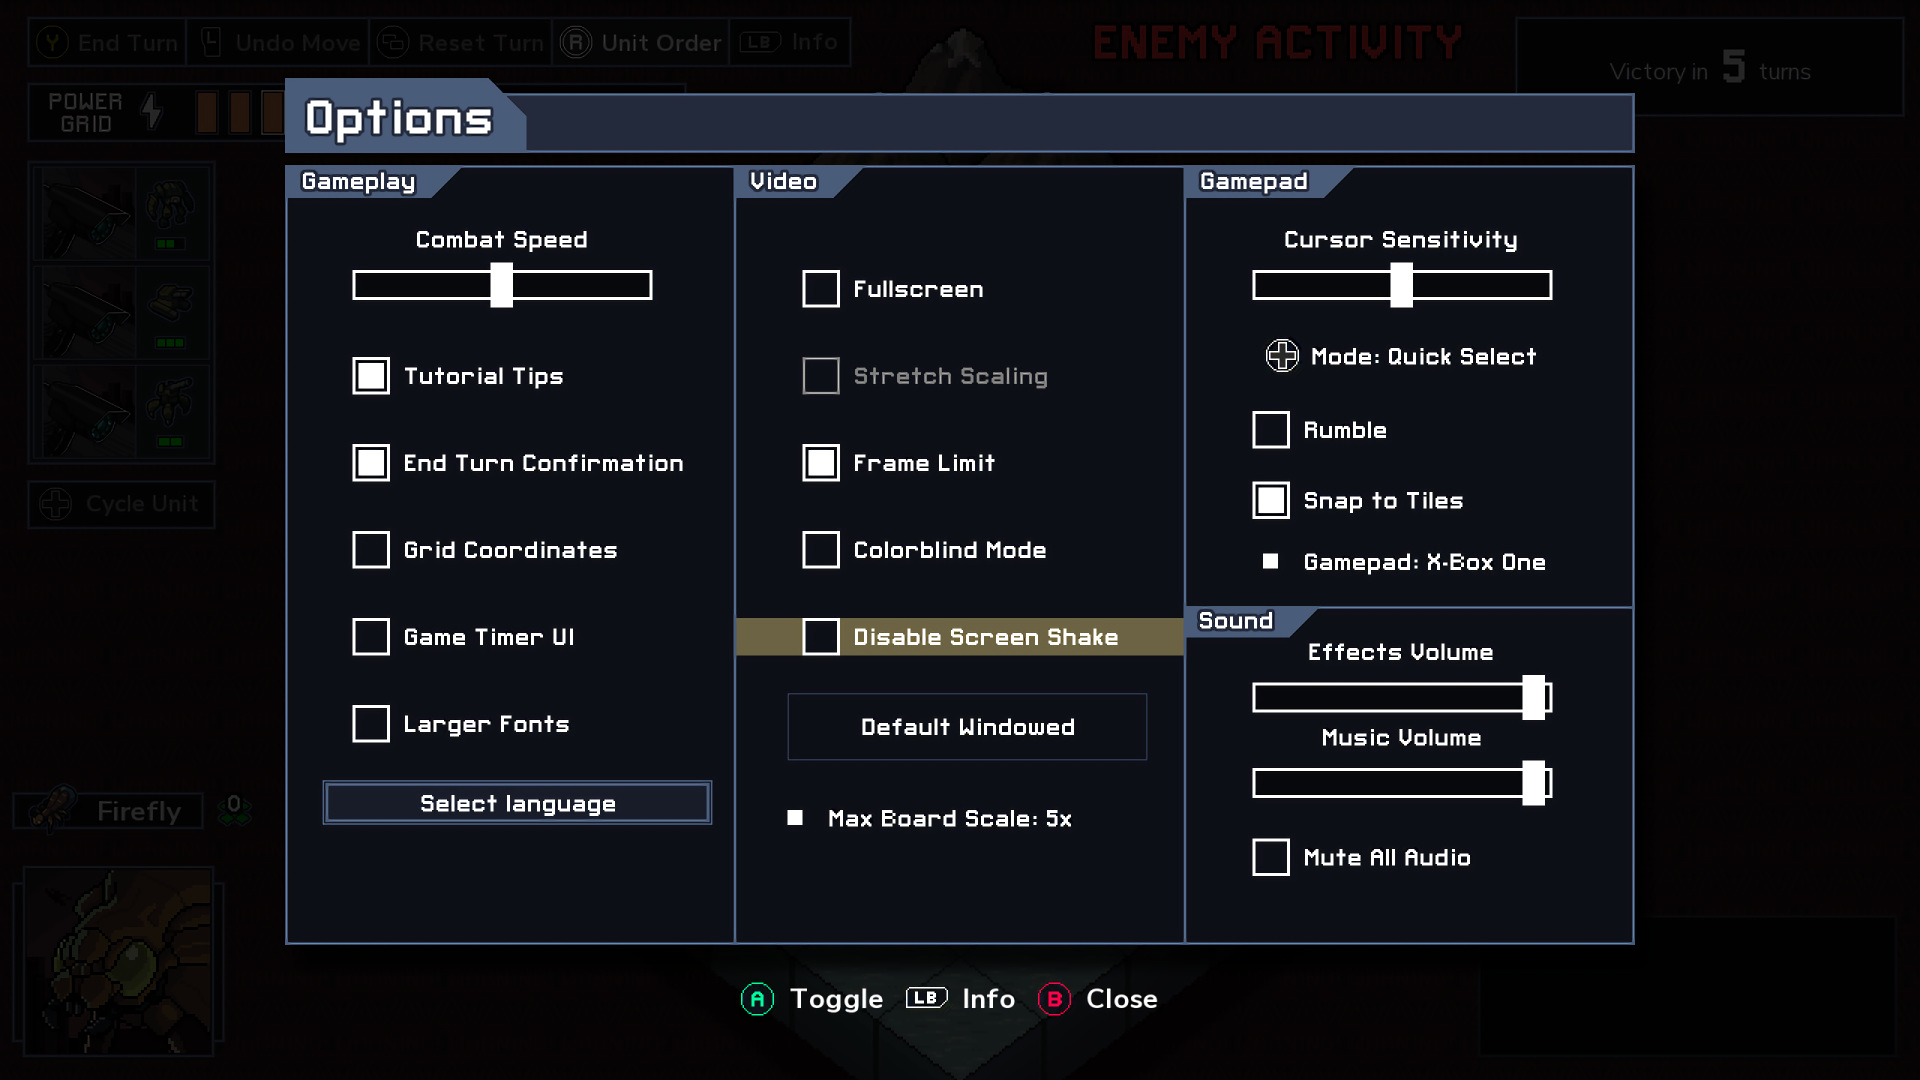 Y End Turn
L Undo Move
Reset Turn
R Unit Order
LB Info
ENEMY ACTIVITY
Victory in 5 turns
POWER
GRID
Options
Gameplay
Combat Speed
Tutorial Tips
End Turn Confirmation
Grid Coordinates
Game Timer UI
Larger Fonts
Select language
Video
Fullscreen
Stretch Scaling
Frame Limit
Colorblind Mode
Disable Screen Shake
Default Windowed
Max Board Scale: 5x
Gamepad
Cursor Sensitivity
Mode: Quick Select
Rumble
Snap to Tiles
Gamepad: X-Box One
Sound
Effects Volume
Music Volume
Mute All Audio
Cycle Unit
Firefly
0
A Toggle LB Info B Close